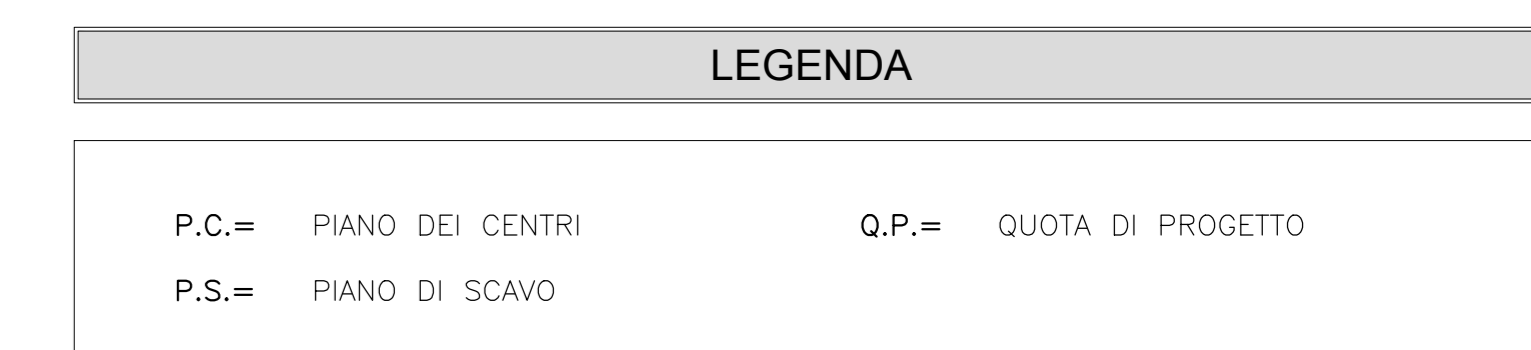 LEGENDA
P.C.= PIANO DEI CENTRI Q.P.= QUOTA DI PROGETTO
P.S.= PIANO DI SCAVO